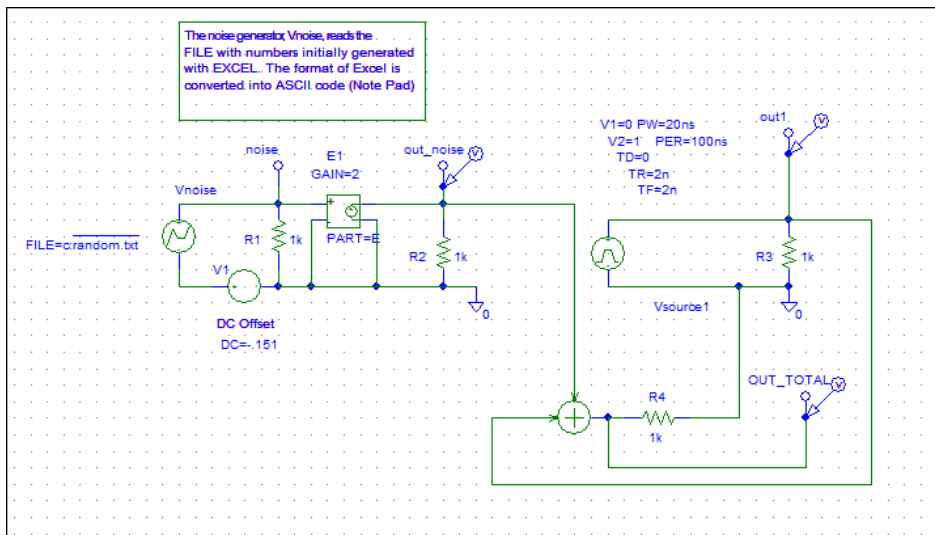 The noise generator, Vnoise, reads the
FILE with numbers initially generated
with EXCEL. The format of Excel is
converted into ASCII code (Note Pad)
V1=0 PW=20ns
V2=1 PER=100ns
TD=0
TR=2n
TF=2n
out1
noise
E1
GAIN=2
out_noise
Vnoise
FILE=c:random.txt
R1
1k
PART=E
R2
1k
R3
1k
V1
0
Vsource1
0
DC Offset
DC=-.151
OUT_TOTAL
R4
1k
V
V
V
+
-
+